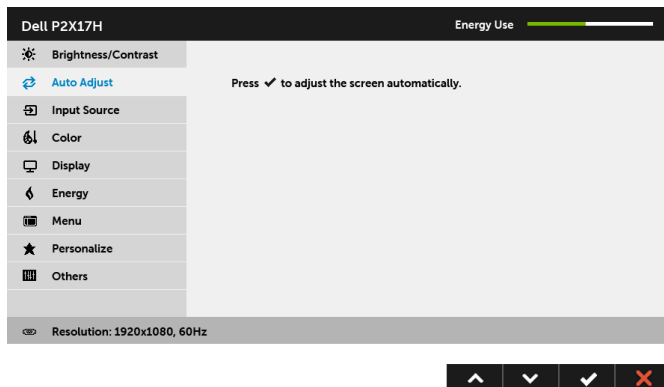 Dell P2X17H
Energy Use
Brightness/Contrast
Auto Adjust
Press ✔ to adjust the screen automatically.
Input Source
Color
Display
Energy
Menu
Personalize
Others
Resolution: 1920x1080, 60Hz